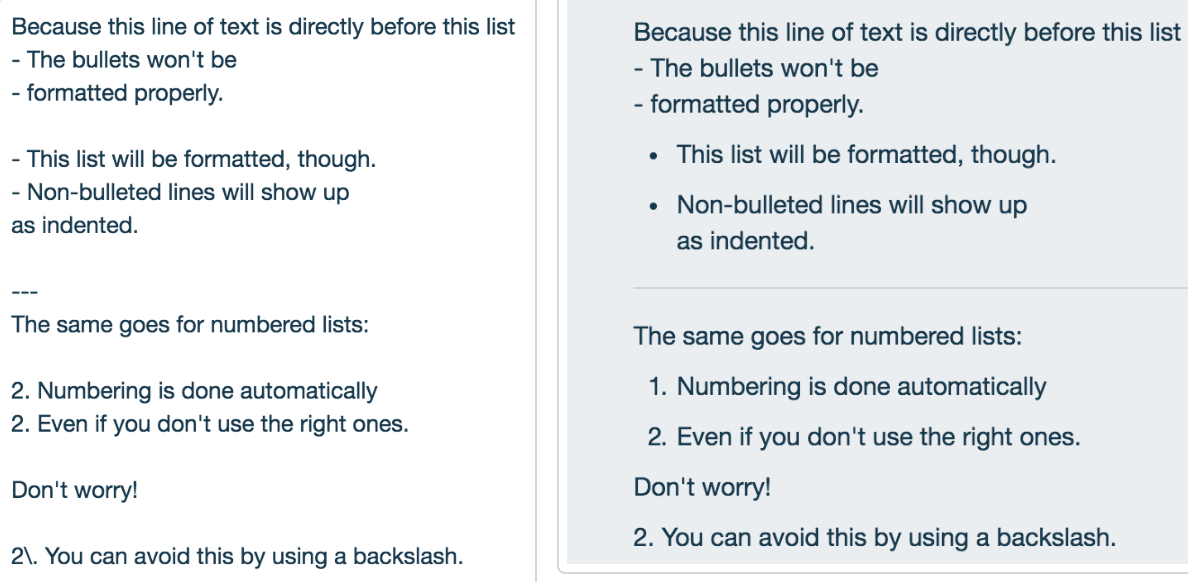 Because this line of text is directly before this list
- The bullets won't be
- formatted properly.

- This list will be formatted, though.
- Non-bulleted lines will show up
as indented.

---
The same goes for numbered lists:

2. Numbering is done automatically
2. Even if you don't use the right ones.

Don't worry!

2\. You can avoid this by using a backslash.

Because this line of text is directly before this list
- The bullets won't be
- formatted properly.
• This list will be formatted, though.
• Non-bulleted lines will show up
as indented.
The same goes for numbered lists:
1. Numbering is done automatically
2. Even if you don't use the right ones.
Don't worry!
2. You can avoid this by using a backslash.